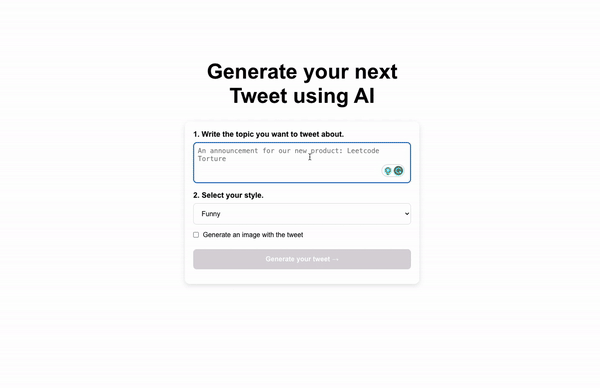 Generate your next
Tweet using AI
1. Write the topic you want to tweet about.
An announcement for our new product: Leetcode
Torture
2. Select your style.
Funny
Generate an image with the tweet
Generate your tweet →